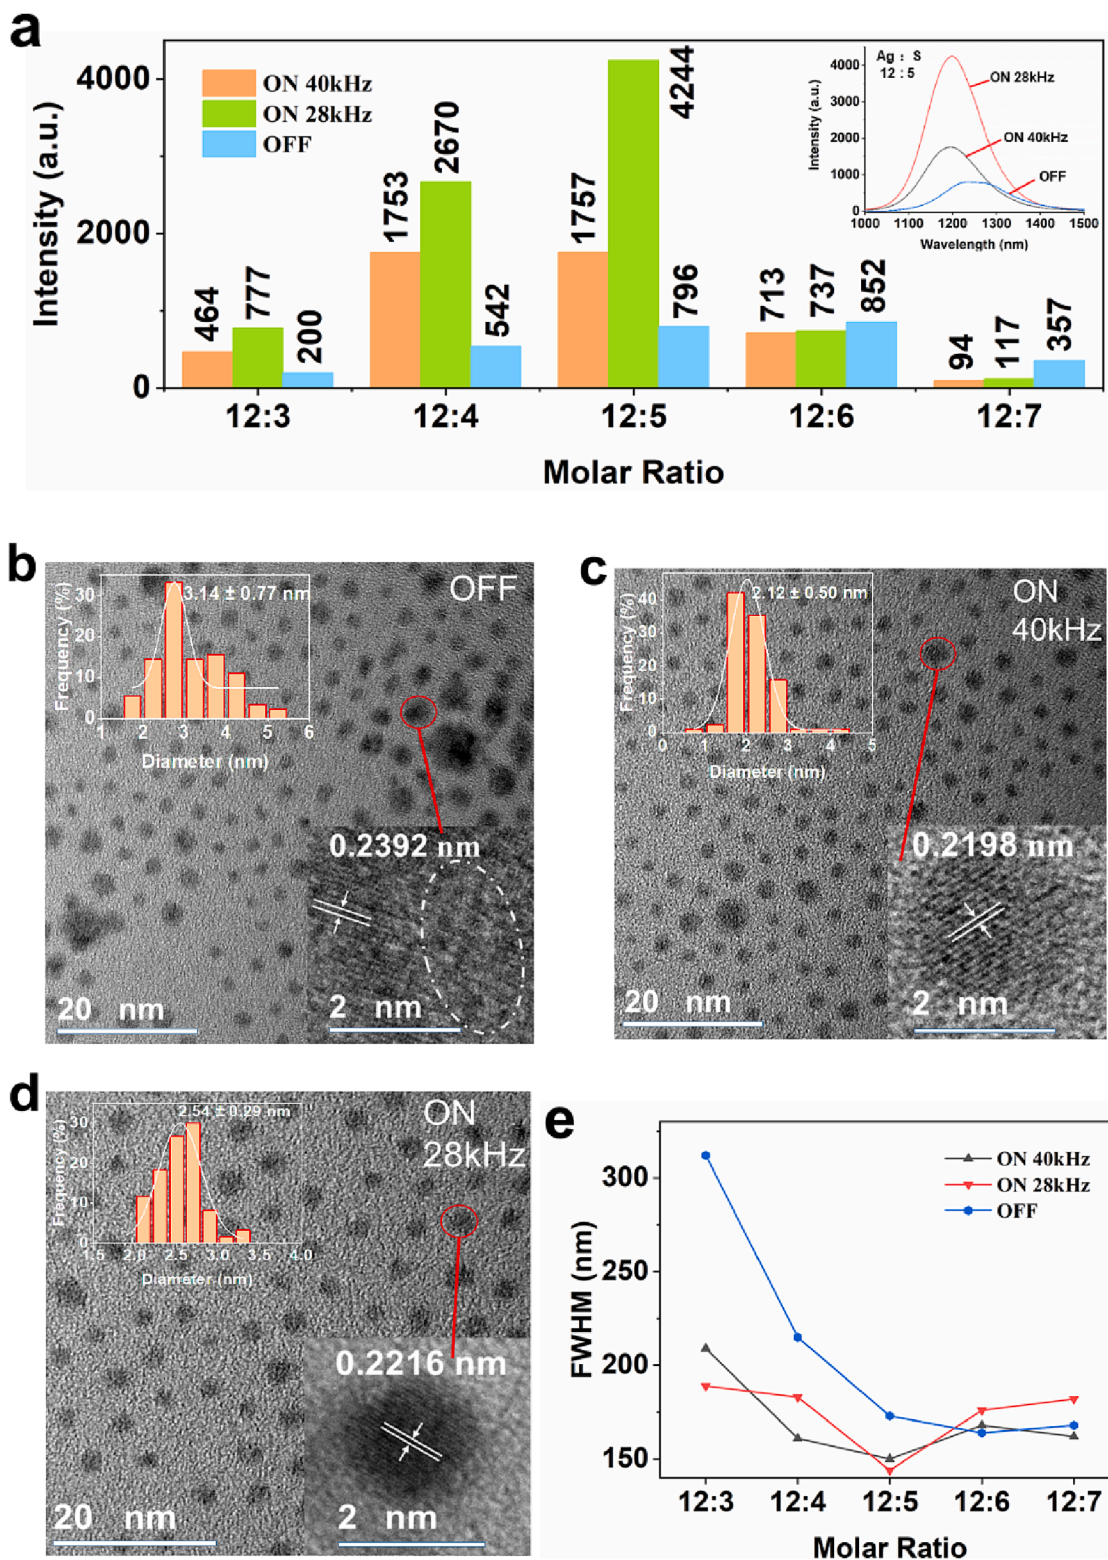 a
Intensity (a.u.)
4000
2000
0
ON 40kHz
ON 28kHz
OFF
464
777
200
1753
2670
542
1757
4244
796
713
737
852
94
117
357
12:3
12:4
12:5
12:6
12:7
Molar Ratio
Ag : S
12 : 5
Intensity (a.u.)
4000
3000
2000
1000
0
ON 28kHz
ON 40kHz
OFF
1000
1100
1200
1300
1400
1500
Wavelength (nm)
b
OFF
3.14 ± 0.77 nm
Frequency (%)
30
20
10
0
1
2
3
4
5
6
Diameter (nm)
0.2392 nm
20 nm
2 nm
c
ON
40kHz
2.12 ± 0.50 nm
Frequency (%)
40
30
20
10
0
0
1
2
3
4
5
Diameter (nm)
0.2198 nm
20 nm
2 nm
d
ON
28kHz
2.54 ± 0.29 nm
Frequency (%)
30
20
10
0
1.5
2.0
2.5
3.0
3.5
4.0
Diameter (nm)
0.2216 nm
20 nm
2 nm
e
FWHM (nm)
300
250
200
150
ON 40kHz
ON 28kHz
OFF
12:3
12:4
12:5
12:6
12:7
Molar Ratio